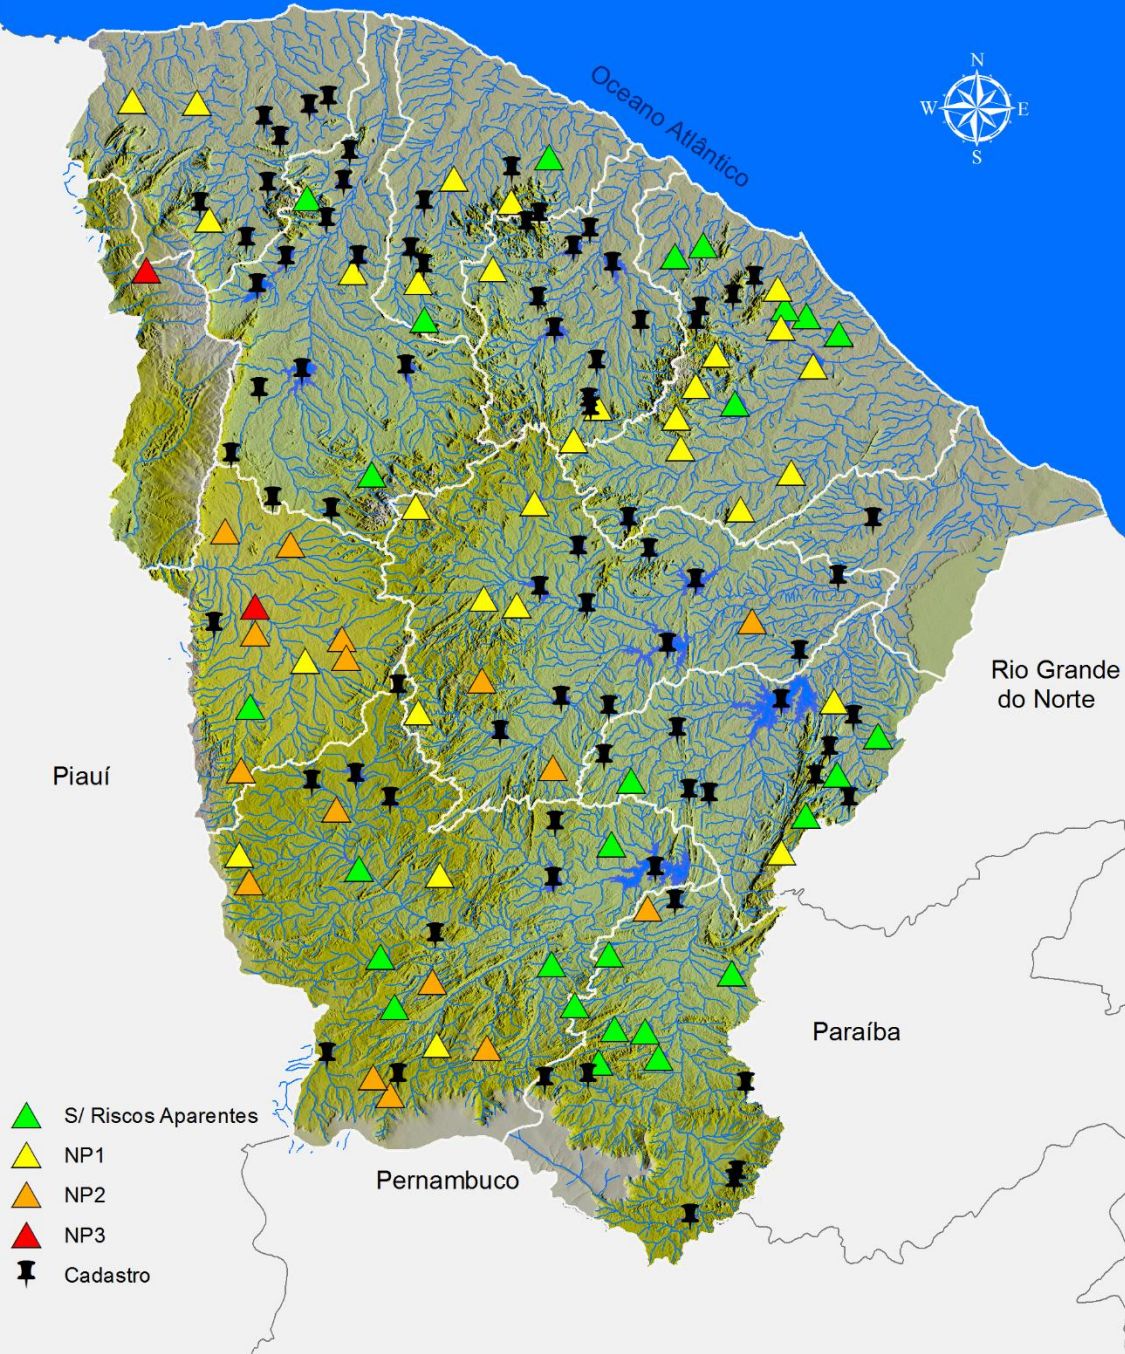 Oceano Atlântico
N
W
E
S
Rio Grande
do Norte
Piauí
Paraíba
Pernambuco
S/ Riscos Aparentes
NP1
NP2
NP3
Cadastro